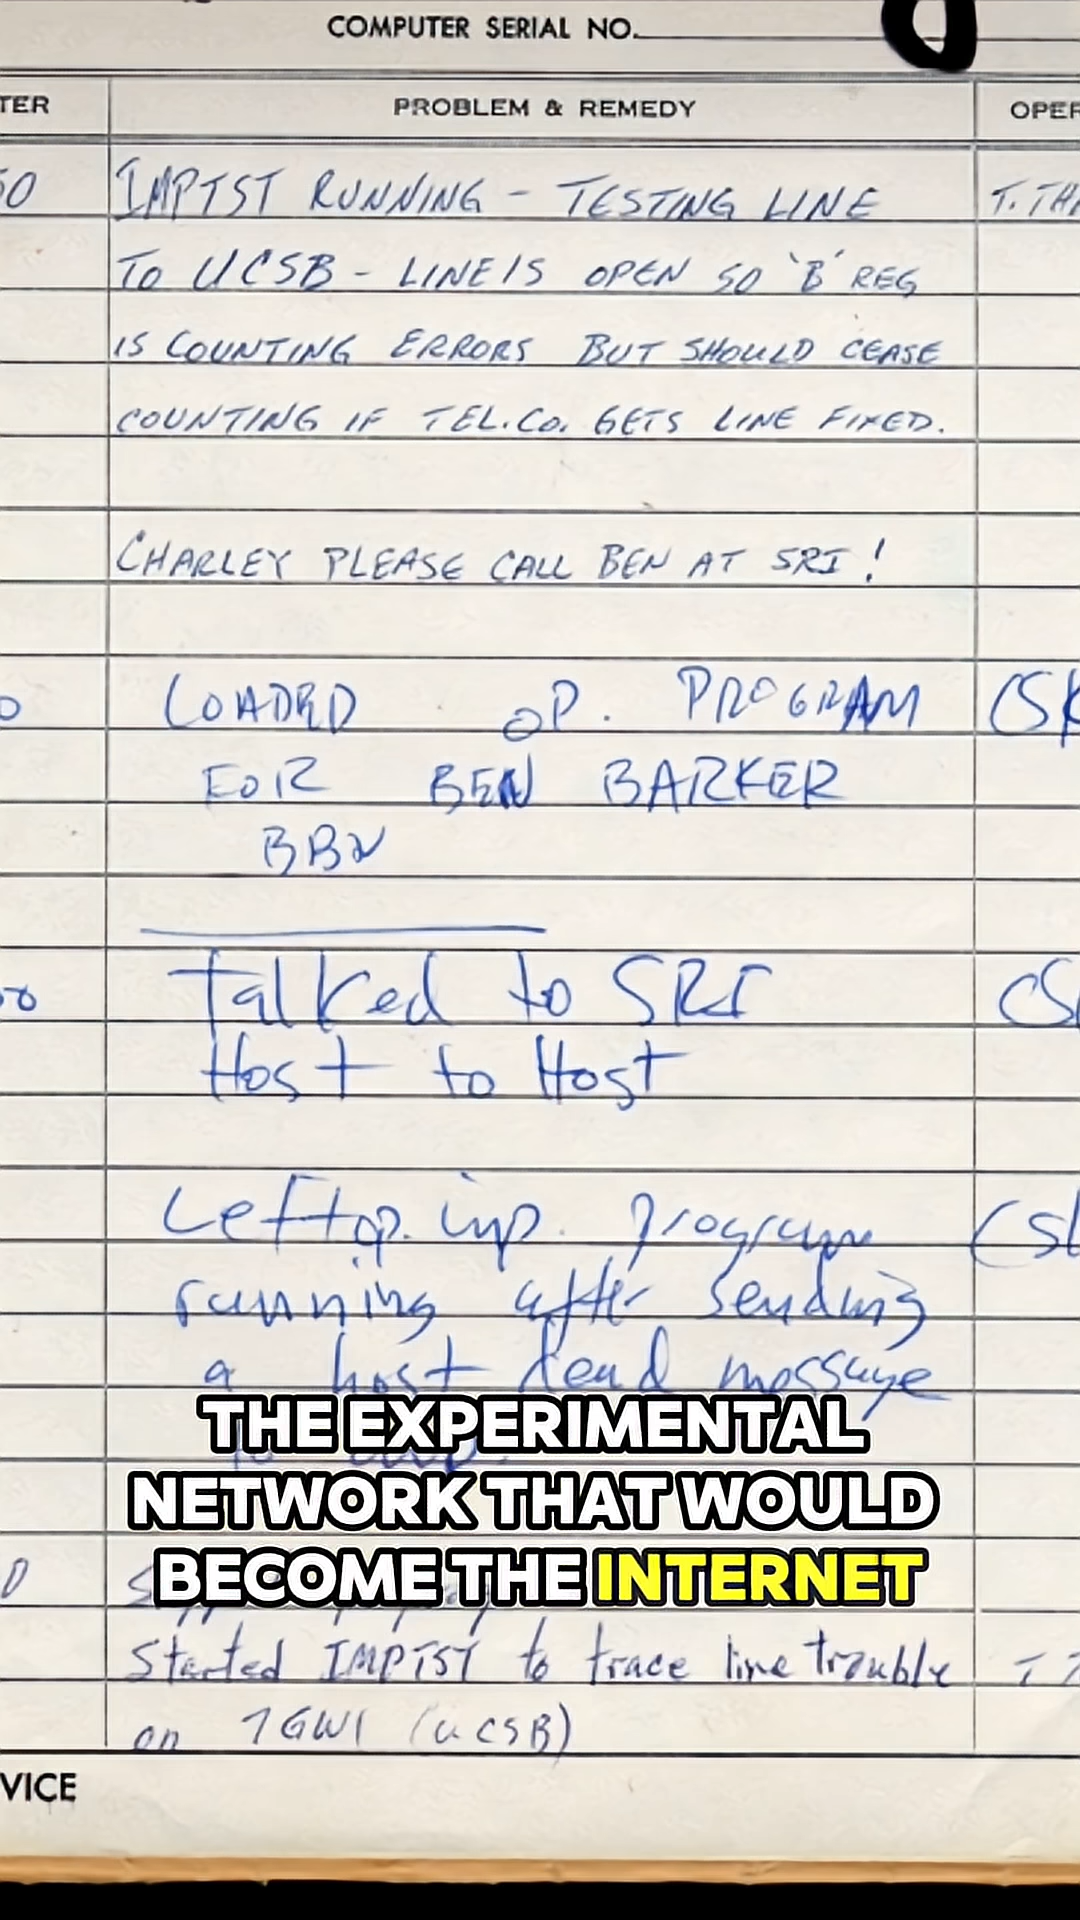 COMPUTER SERIAL NO.
TER
PROBLEM & REMEDY
OPER
IMPTST RUNNING - TESTING LINE
T. THA
TO UCSB - LINE IS OPEN SO 'B' REG
IS COUNTING ERRORS BUT SHOULD CEASE
COUNTING IF TEL. CO. GETS LINE FIXED.
CHARLEY PLEASE CALL BEN AT SRI!
LOADED OP. PROGRAM
CSK
FOR BEN BARKER
BBN
Talked to SRI
CS
Host to Host
Left op. imp. program
running after sending
a host dead message
to
THE EXPERIMENTAL
NETWORK THAT WOULD
BECOME THE INTERNET
Started IMPTST to trace line trouble
on 7GW1 (UCSB)
VICE